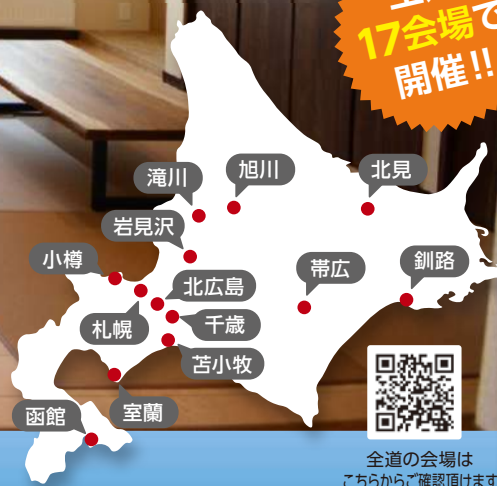 17会場で
開催!!
滝川
旭川
北見
岩見沢
小樽
北広島
帯広
釧路
札幌
千歳
苫小牧
函館
室蘭
全道の会場は
こちらからご確認頂けます